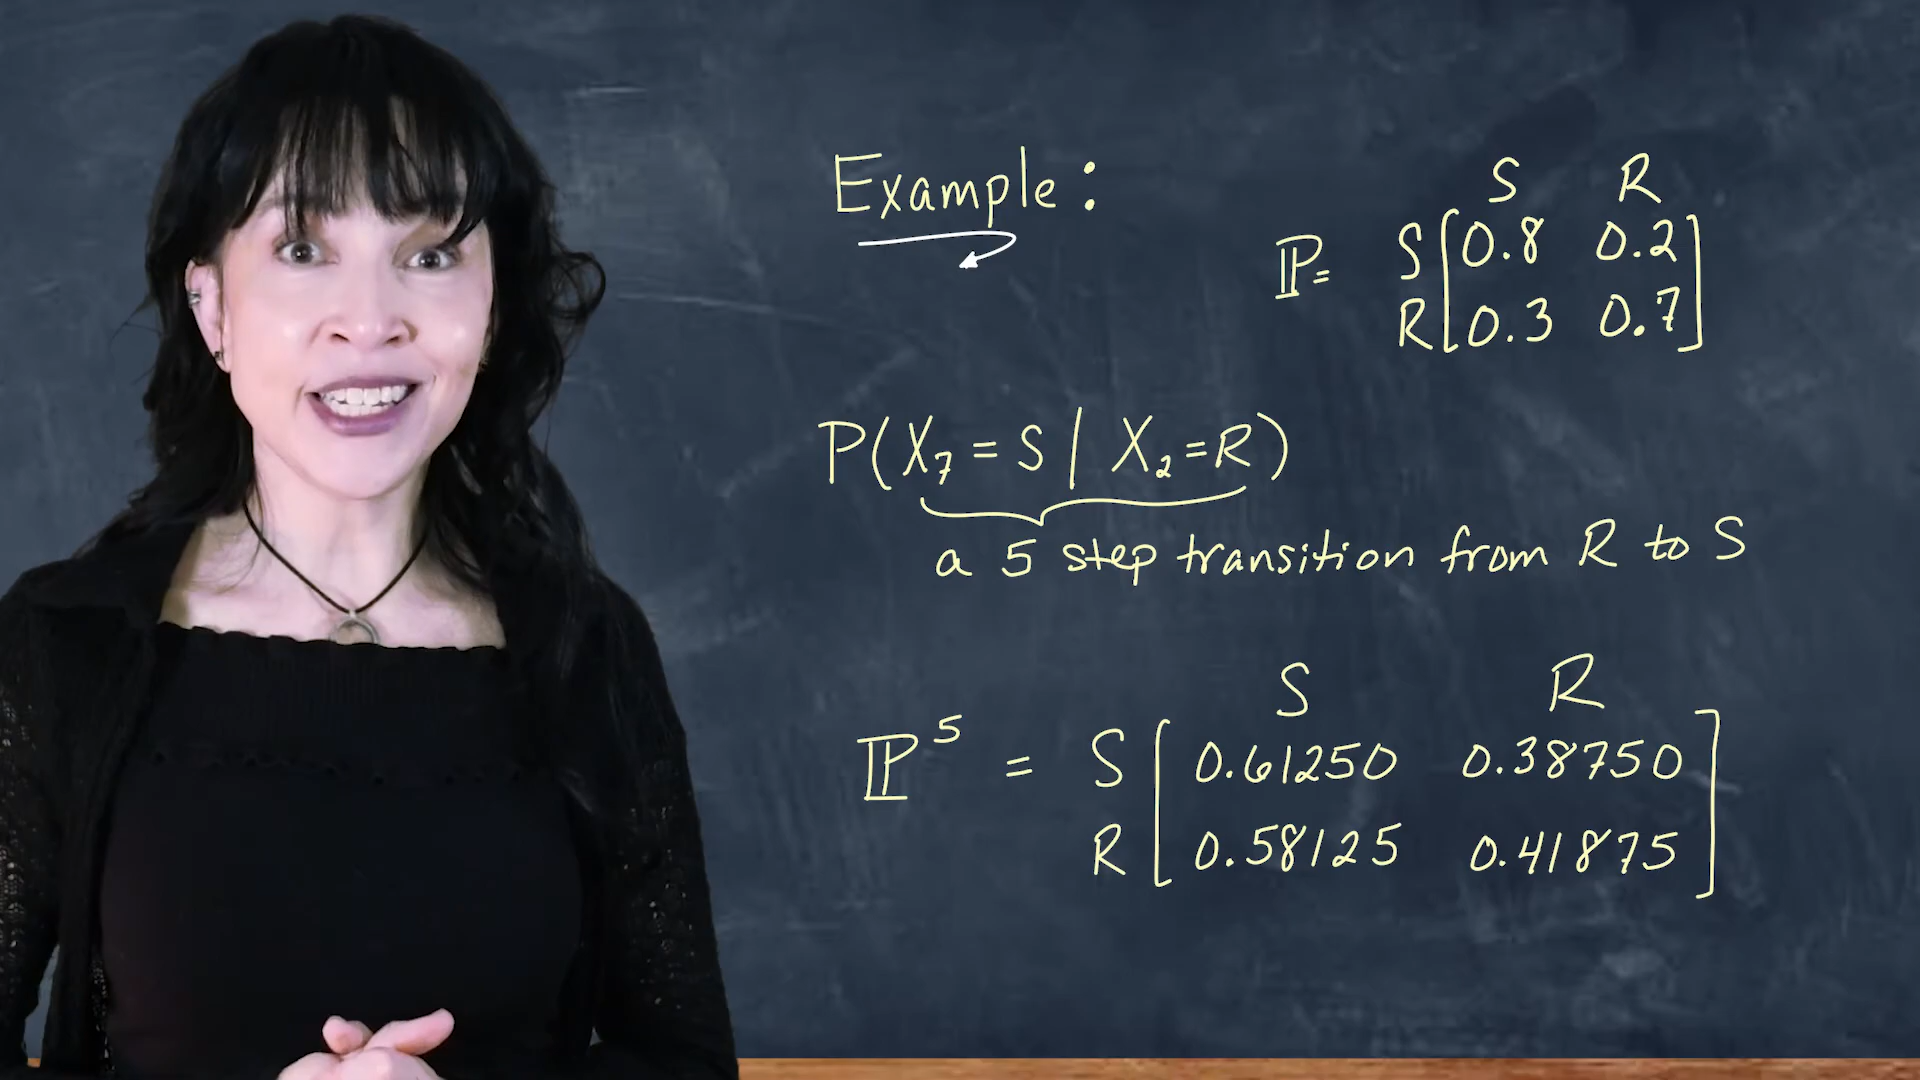 Example:
S R
ℙ= S [0.8 0.2]
R [0.3 0.7]
P(X₇ = S | X₂ = R)
a 5 step transition from R to S
S R
ℙ⁵ = S [0.61250 0.38750]
R [0.58125 0.41875]